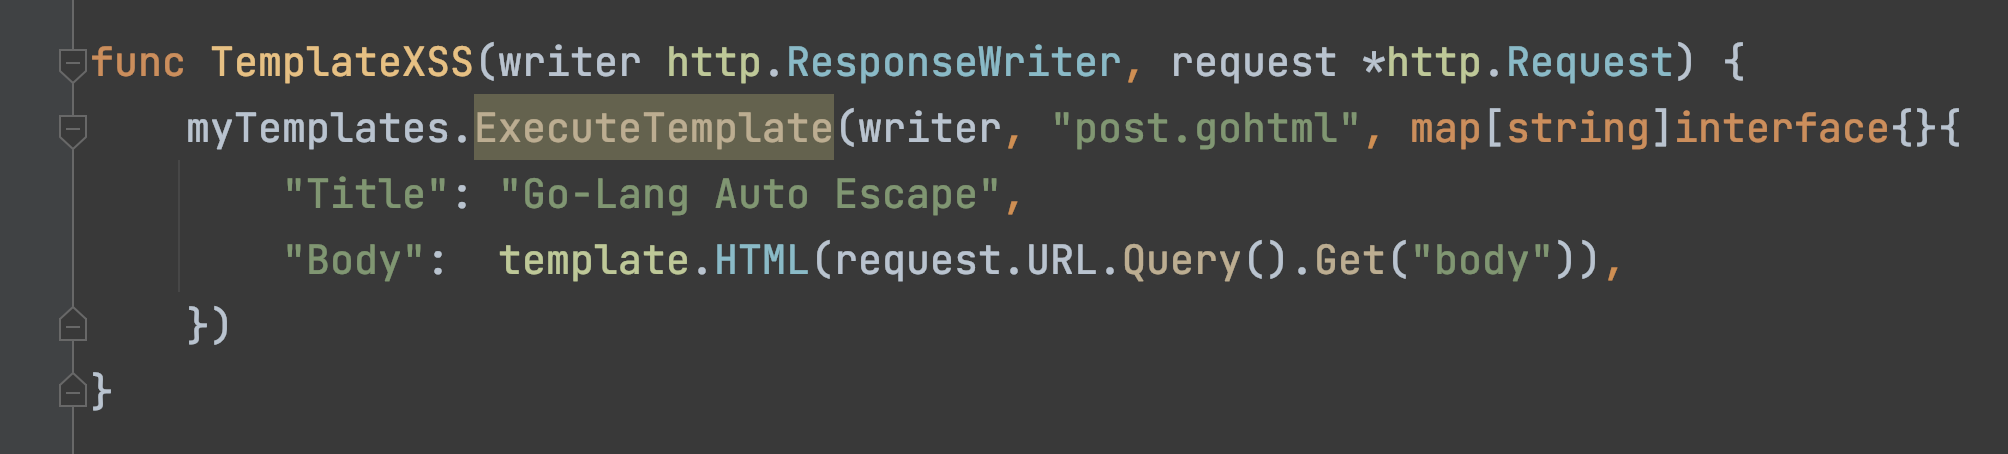 func TemplateXSS(writer http.ResponseWriter, request *http.Request) {
    myTemplates.ExecuteTemplate(writer, "post.gohtml", map[string]interface{}{
        "Title": "Go-Lang Auto Escape",
        "Body":  template.HTML(request.URL.Query().Get("body")),
    })
}